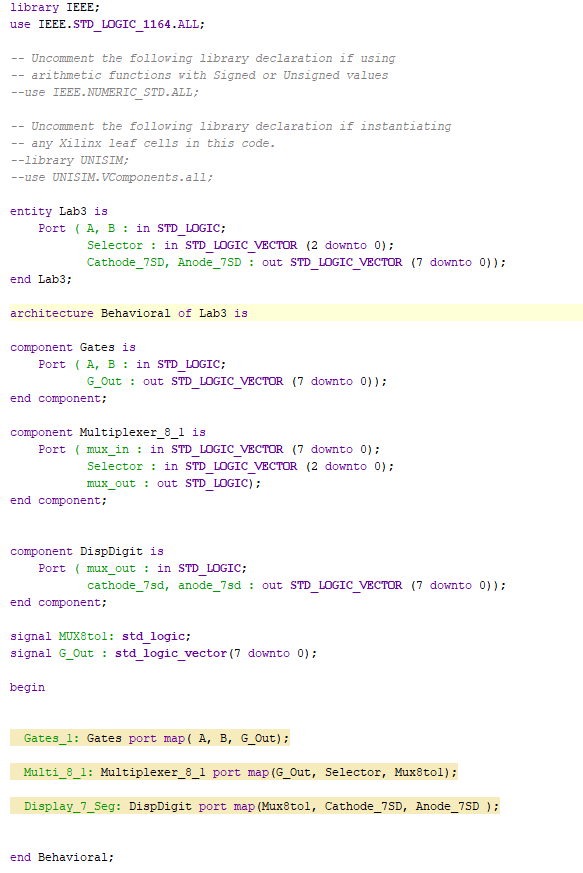 library IEEE;
use IEEE.STD_LOGIC_1164.ALL;
-- Uncomment the following library declaration if using
-- arithmetic functions with Signed or Unsigned values
--use IEEE.NUMERIC_STD.ALL;
-- Uncomment the following library declaration if instantiating
-- any Xilinx leaf cells in this code.
--library UNISIM;
--use UNISIM.VComponents.all;
entity Lab3 is
Port ( A, B : in STD_LOGIC;
Selector : in STD_LOGIC_VECTOR (2 downto 0);
Cathode_7SD, Anode_7SD : out STD_LOGIC_VECTOR (7 downto 0));
end Lab3;
architecture Behavioral of Lab3 is
component Gates is
Port ( A, B : in STD_LOGIC;
G_Out : out STD_LOGIC_VECTOR (7 downto 0));
end component;
component Multiplexer_8_1 is
Port ( mux_in : in STD_LOGIC_VECTOR (7 downto 0);
Selector : in STD_LOGIC_VECTOR (2 downto 0);
mux_out : out STD_LOGIC);
end component;
component DispDigit is
Port ( mux_out : in STD_LOGIC;
cathode_7sd, anode_7sd : out STD_LOGIC_VECTOR (7 downto 0));
end component;
signal MUX8to1: std_logic;
signal G_Out : std_logic_vector(7 downto 0);
begin
Gates_1: Gates port map( A, B, G_Out);
Multi_8_1: Multiplexer_8_1 port map(G_Out, Selector, Mux8to1);
Display_7_Seg: DispDigit port map(Mux8to1, Cathode_7SD, Anode_7SD );
end Behavioral;